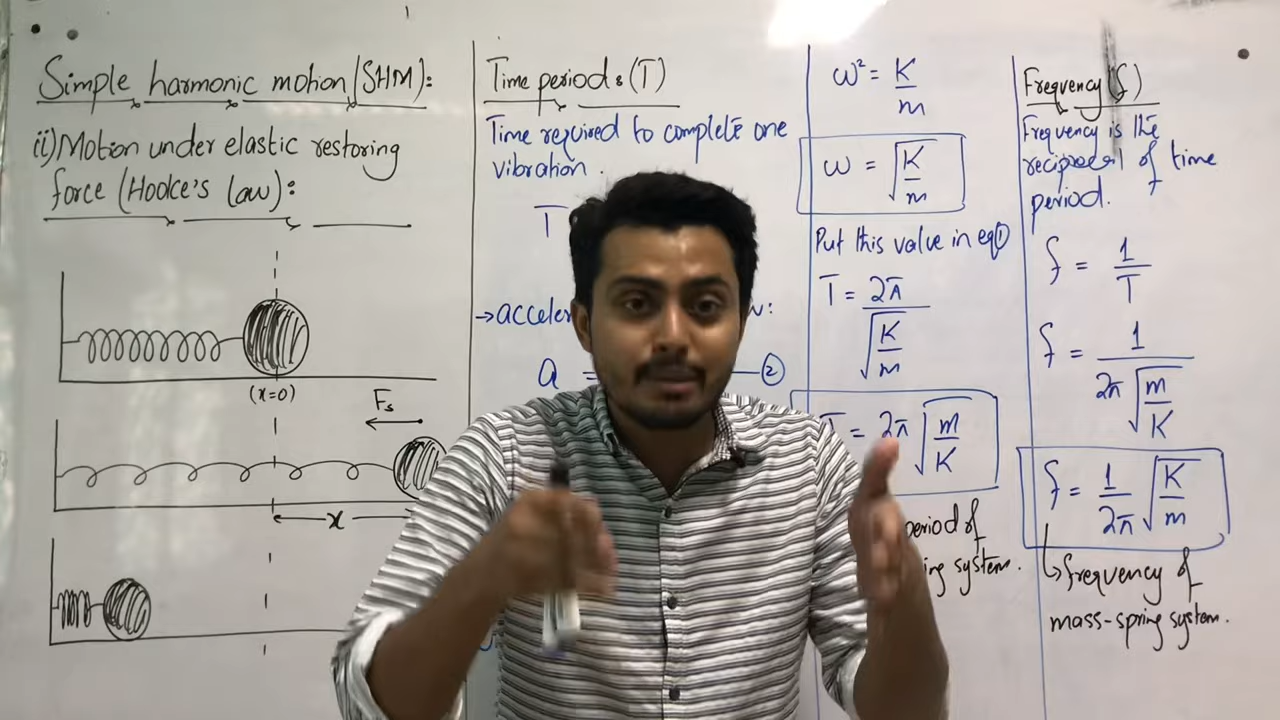 Simple harmonic motion (SHM):
ii) Motion under elastic restoring
force (Hooke's Law):
(x=0)
Fs
x
Time period : (T)
Time required to complete one
vibration.
T
→
a = ②
ω² = K/m
ω = √(K/m)
Put this value in eq ①
T = 2π/√(K/m)
T = 2π √(m/K)
period of
system.
Frequency (f)
Frequency is the
reciprocal of time
period.
f = 1/T
f = 1/(2π √(m/K))
f = 1/2π √(K/m)
↳ frequency of
mass-spring system.